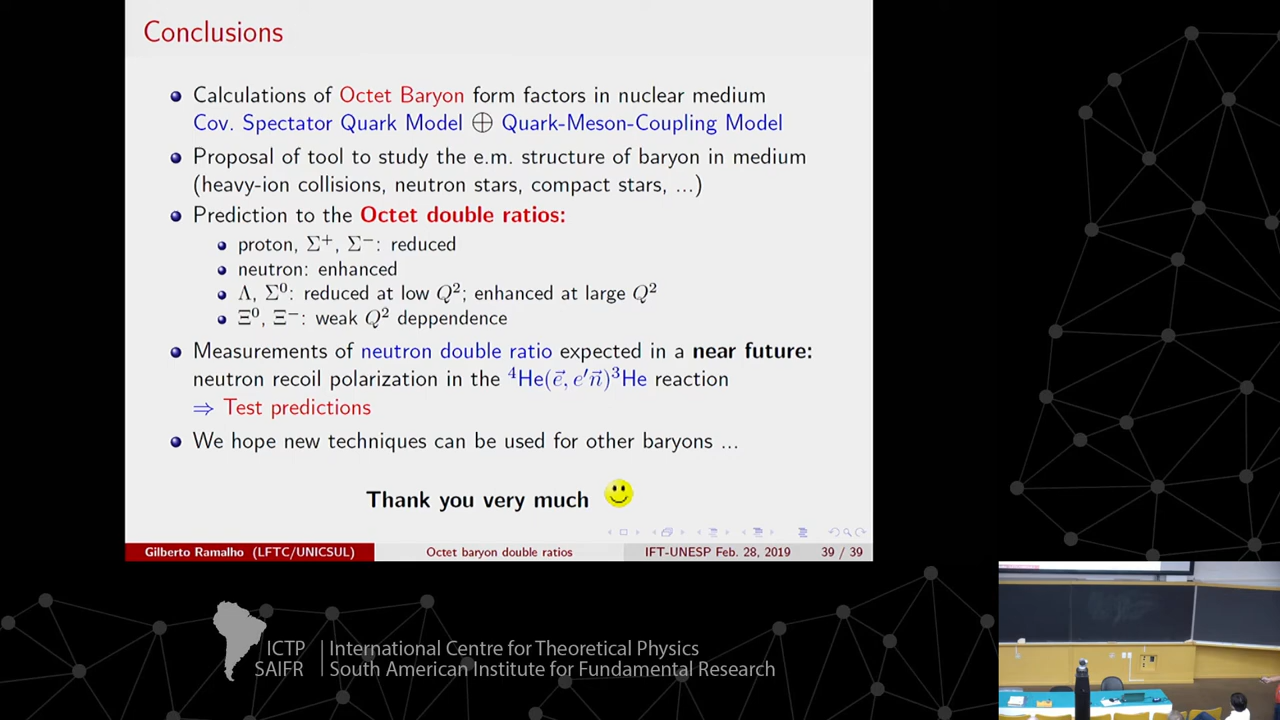 Conclusions
Calculations of Octet Baryon form factors in nuclear medium
Cov. Spectator Quark Model ⊕ Quark-Meson-Coupling Model
Proposal of tool to study the e.m. structure of baryon in medium
(heavy-ion collisions, neutron stars, compact stars, ...)
Prediction to the Octet double ratios:
proton, Σ⁺, Σ⁻: reduced
neutron: enhanced
Λ, Σ⁰: reduced at low Q²; enhanced at large Q²
Ξ⁰, Ξ⁻: weak Q² deppendence
Measurements of neutron double ratio expected in a near future:
neutron recoil polarization in the ⁴He(e⃗, e′n⃗)³He reaction
⇒ Test predictions
We hope new techniques can be used for other baryons ...
Thank you very much
Gilberto Ramalho (LFTC/UNICSUL) Octet baryon double ratios IFT-UNESP Feb. 28, 2019 39 / 39
ICTP International Centre for Theoretical Physics
SAIFR South American Institute for Fundamental Research